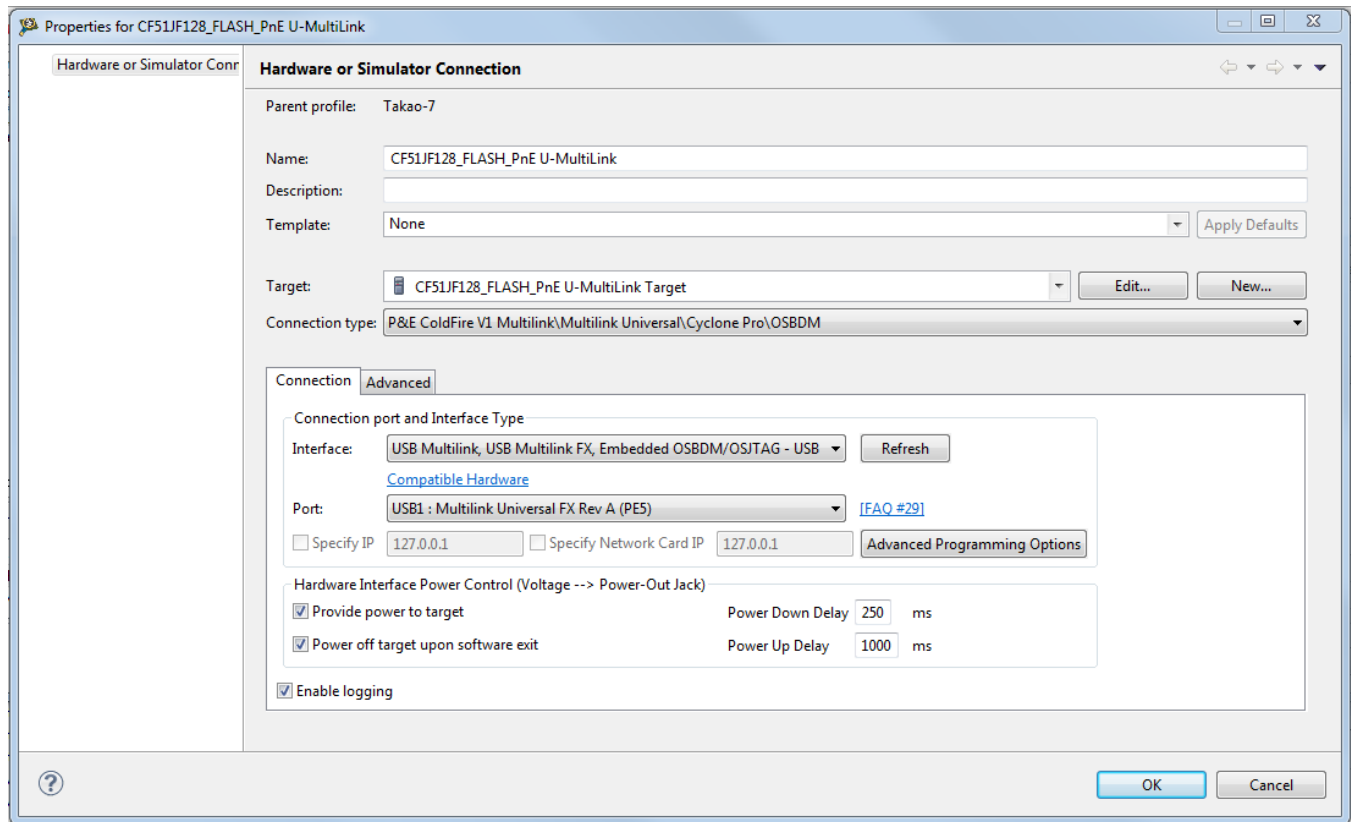 Properties for CF51JF128_FLASH_PnE U-MultiLink
Hardware or Simulator Conr
Hardware or Simulator Connection
Parent profile: Takao-7
Name: CF51JF128_FLASH_PnE U-MultiLink
Description:
Template: None Apply Defaults
Target: CF51JF128_FLASH_PnE U-MultiLink Target Edit... New...
Connection type: P&E ColdFire V1 Multilink\Multilink Universal\Cyclone Pro\OSBDM
Connection Advanced
Connection port and Interface Type
Interface: USB Multilink, USB Multilink FX, Embedded OSBDM/OSJTAG - USB Refresh
Compatible Hardware
Port: USB1 : Multilink Universal FX Rev A (PE5) [FAQ #29]
Specify IP 127.0.0.1 Specify Network Card IP 127.0.0.1 Advanced Programming Options
Hardware Interface Power Control (Voltage --> Power-Out Jack)
Provide power to target Power Down Delay 250 ms
Power off target upon software exit Power Up Delay 1000 ms
Enable logging
OK Cancel